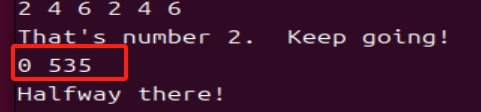 2 4 6 2 4 6
That's number 2.  Keep going!
0 535
Halfway there!